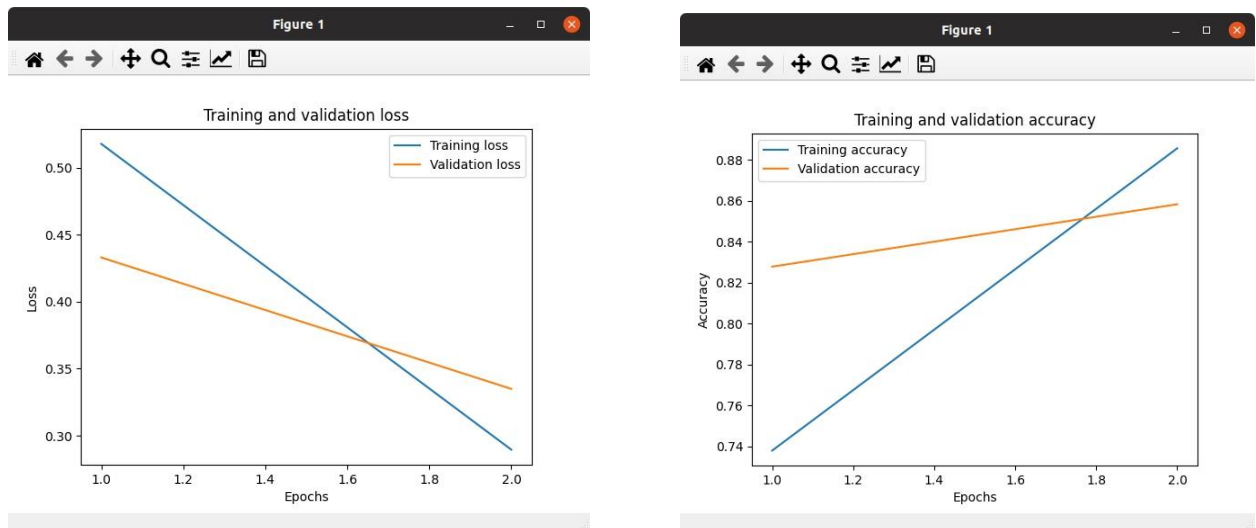 Figure 1
Training and validation loss
Training loss
Validation loss
0.50
0.45
0.40
0.35
0.30
Loss
1.0 1.2 1.4 1.6 1.8 2.0
Epochs
Figure 1
Training and validation accuracy
Training accuracy
Validation accuracy
0.88
0.86
0.84
0.82
0.80
0.78
0.76
0.74
Accuracy
1.0 1.2 1.4 1.6 1.8 2.0
Epochs